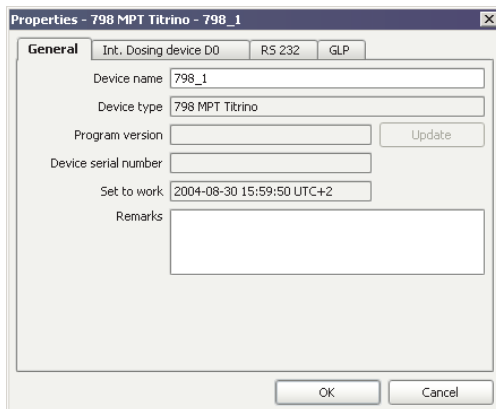 Properties - 798 MPT Titrino - 798_1
General Int. Dosing device D0 RS 232 GLP
Device name 798_1
Device type 798 MPT Titrino
Program version Update
Device serial number
Set to work 2004-08-30 15:59:50 UTC+2
Remarks
OK Cancel